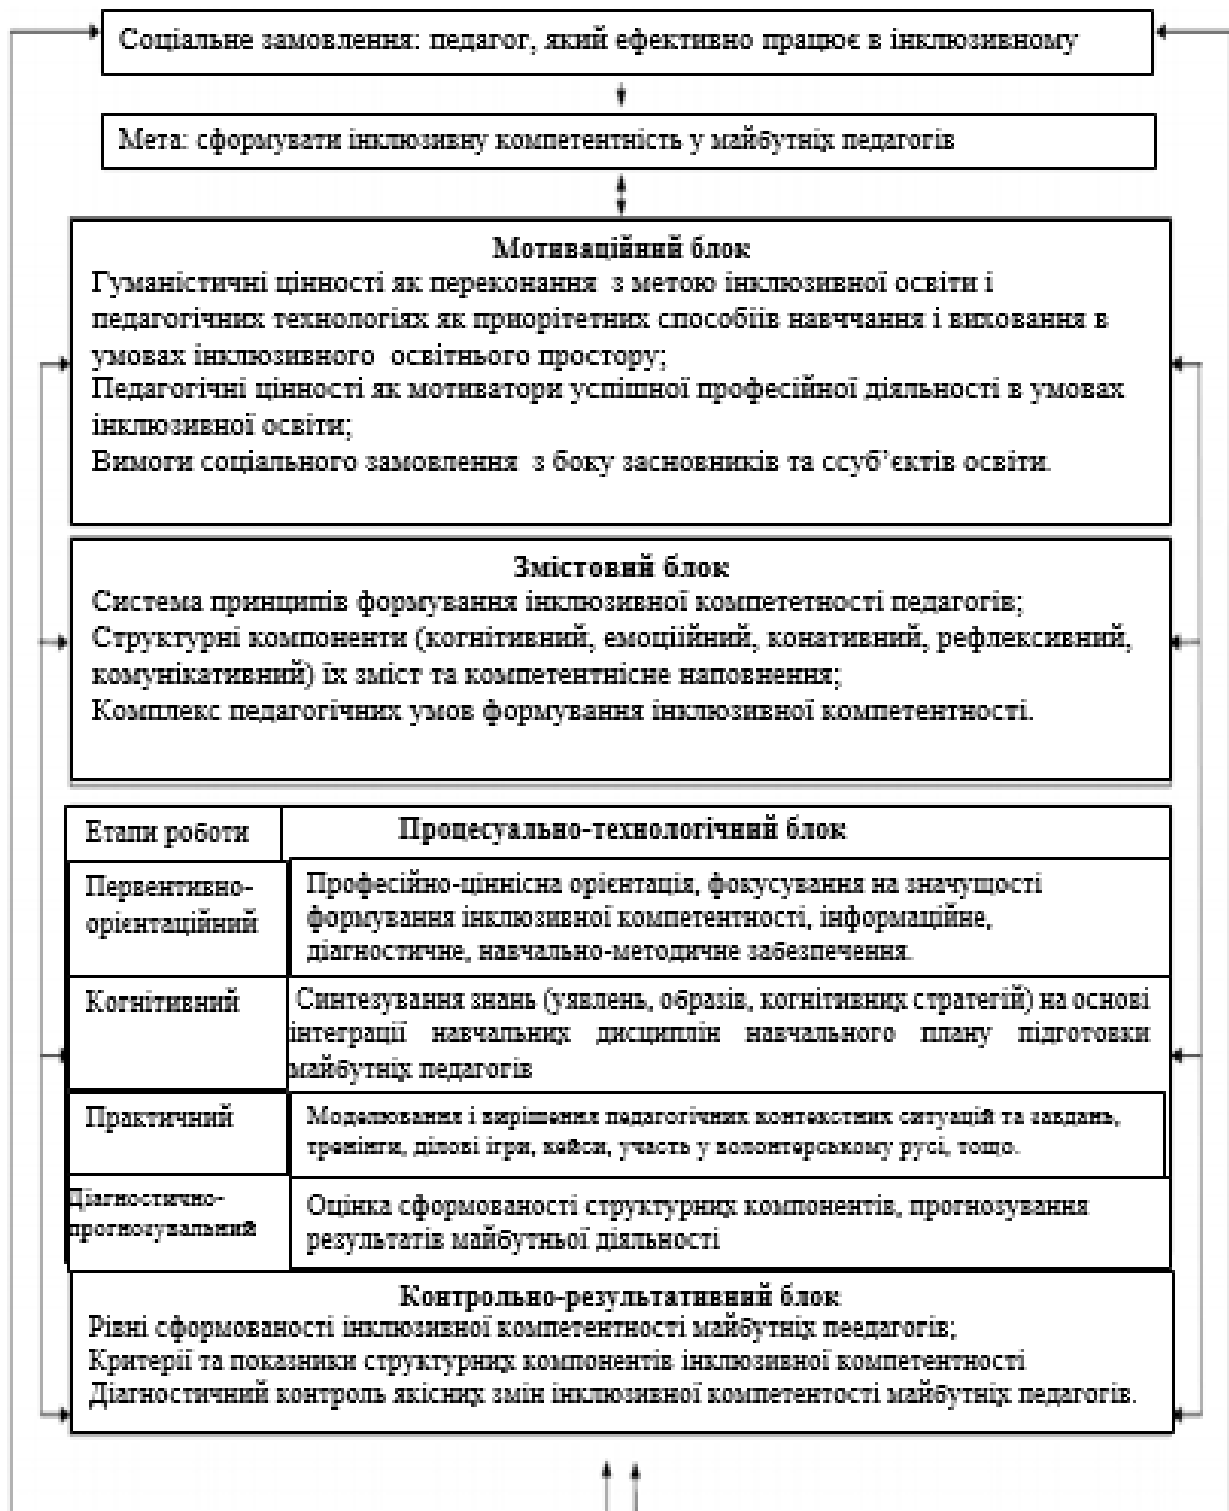 Соціальне замовлення: педагог, який ефективно працює в інклюзивному
Мета: сформувати інклюзивну компетентність у майбутніх педагогів
Мотиваційний блок
Гуманістичні цінності як переконання з метою інклюзивної освіти і
педагогічних технологіях як приорітетних способіів навччання і виховання в
умовах інклюзивного освітнього простору;
Педагогічні цінності як мотиватори успішної професійної діяльності в умовах
інклюзивної освіти;
Вимоги соціального замовлення з боку засновників та ссуб’єктів освіти.
Змістовий блок
Система принципів формування інклюзивної компететності педагогів;
Структурні компоненти (когнітивний, емоціійний, конативний, рефлексивний,
комунікативний) їх зміст та компетентнісне наповнення;
Комплекс педагогічних умов формування інклюзивної компетентності.
Етапи роботи
Процесуально-технологічний блок
Первентивно-
орієнтаційний
Професійно-ціннісна орієнтація, фокусування на значущості
формування інклюзивної компетентності, інформаційне,
діагностичне, навчально-методичне забезпечення.
Когнітивний
Синтезування знань (уявлень, образів, когнітивних стратегій) на основі
інтеграції навчальних дисциплін навчального плану підготовки
майбутніх педагогів
Практичний
Моделювання і вирішення педагогічних контекстних ситуацій та завдань,
тренінги, ділові ігри, кейси, участь у волонтерському русі, тощо.
Діагностично-
прогнозувальний
Оцінка сформованості структурних компонентів, прогнозування
результатів майбутньої діяльності
Контрольно-результативний блок
Рівні сформованості інклюзивної компетентності майбутніх пеедагогів;
Критерії та показники структурних компонентів інклюзивної компетентності
Діагностичний контроль якісних змін інклюзивної компетентості майбутніх педагогів.